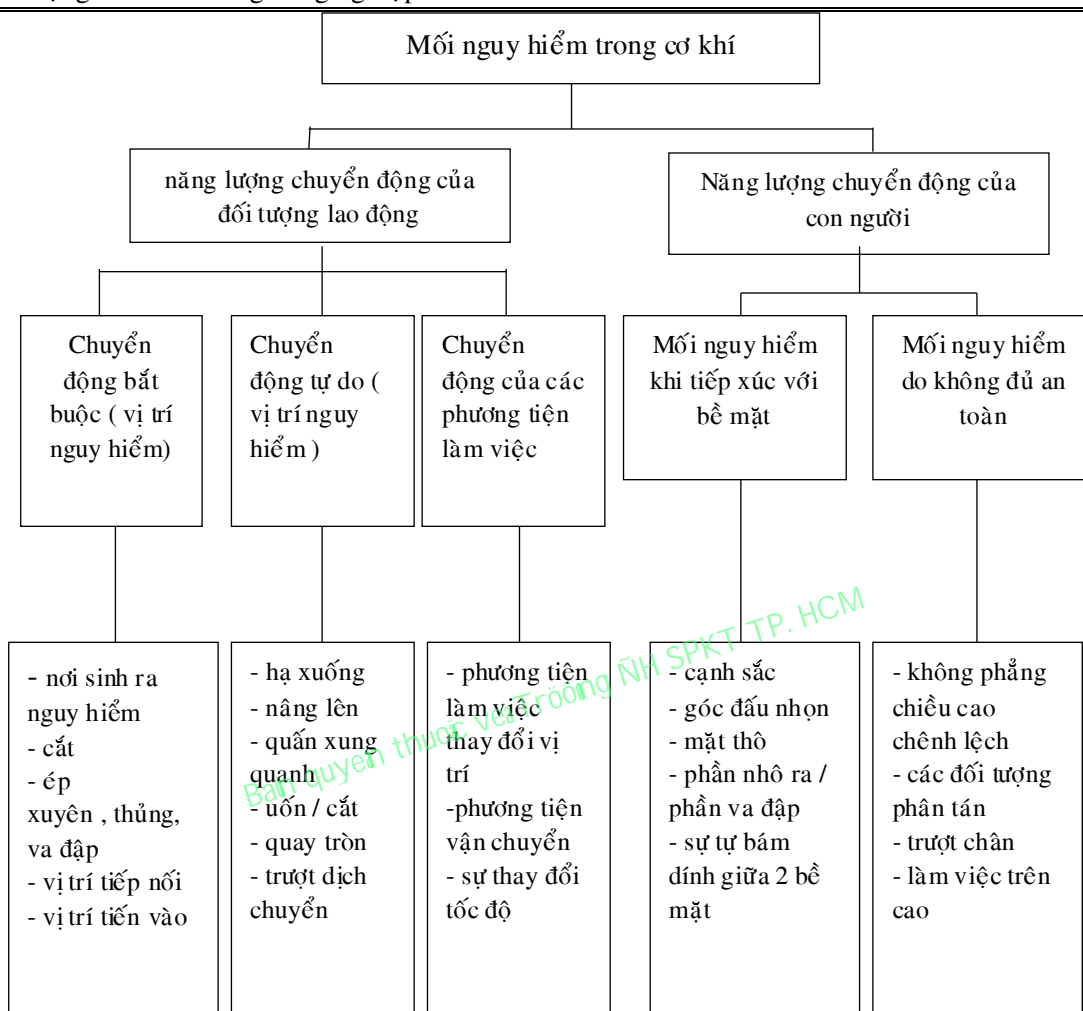 Mối nguy hiểm trong cơ khí
năng lượng chuyển động của
đối tượng lao động
Năng lượng chuyển động của
con người
Chuyển
động bắt
buộc ( vị trí
nguy hiểm)
Chuyển
động tự do (
vị trí nguy
hiểm )
Chuyển
động của các
phương tiện
làm việc
Mối nguy hiểm
khi tiếp xúc với
bề mặt
Mối nguy hiểm
do không đủ an
toàn
- nơi sinh ra
nguy hiểm
- cắt
- ép
xuyên , thủng,
va đập
- vị trí tiếp nối
- vị trí tiến vào
- hạ xuống
- nâng lên
- quấn xung
quanh
- uốn / cắt
- quay tròn
- trượt dịch
chuyển
- phương tiện
làm việc
thay đổi vị
trí
-phương tiện
vận chuyển
- sự thay đổi
tốc độ
- cạnh sắc
- góc đấu nhọn
- mặt thô
- phần nhô ra /
phần va đập
- sự tự bám
dính giữa 2 bề
mặt
- không phẳng
chiều cao
chênh lệch
- các đối tượng
phân tán
- trượt chân
- làm việc trên
cao
ÑH SPKT TP. HCM